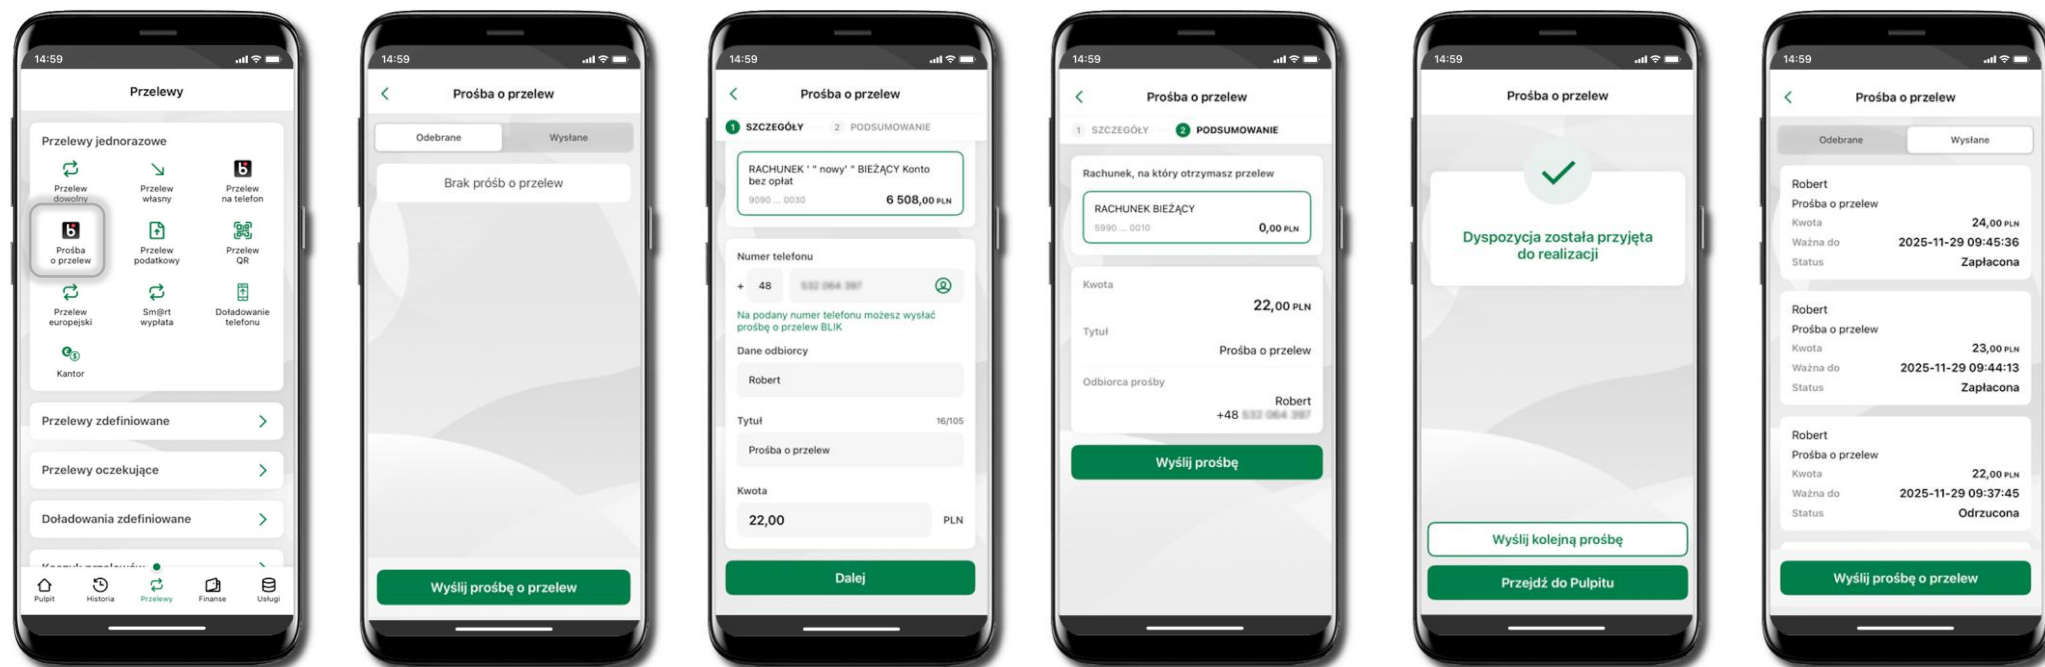 14:59
Przelewy
Przelewy jednorazowe
Przelew
dowolny
Przelew
własny
Przelew
na telefon
Prośba
o przelew
Przelew
podatkowy
Przelew
QR
Przelew
europejski
Sm@rt
wypłata
Doładowanie
telefonu
Kantor
Przelewy zdefiniowane
Przelewy oczekujące
Doładowania zdefiniowane
Koszyk przelewów
Pulpit
Historia
Przelewy
Finanse
Usługi
14:59
Prośba o przelew
Odebrane
Wysłane
Brak próśb o przelew
Wyślij prośbę o przelew
14:59
Prośba o przelew
1 SZCZEGÓŁY
2 PODSUMOWANIE
RACHUNEK ' " nowy' " BIEŻĄCY Konto
bez opłat
9090 ... 0030 6 508,00 PLN
Numer telefonu
+ 48
Na podany numer telefonu możesz wysłać
prośbę o przelew BLIK
Dane odbiorcy
Robert
Tytuł 16/105
Prośba o przelew
Kwota
22,00 PLN
Dalej
14:59
Prośba o przelew
1 SZCZEGÓŁY
2 PODSUMOWANIE
Rachunek, na który otrzymasz przelew
RACHUNEK BIEŻĄCY
5990 ... 0010 0,00 PLN
Kwota
22,00 PLN
Tytuł
Prośba o przelew
Odbiorca prośby
Robert
+48
Wyślij prośbę
14:59
Prośba o przelew
Dyspozycja została przyjęta
do realizacji
Wyślij kolejną prośbę
Przejdź do Pulpitu
14:59
Prośba o przelew
Odebrane
Wysłane
Robert
Prośba o przelew
Kwota 24,00 PLN
Ważna do 2025-11-29 09:45:36
Status Zapłacona
Robert
Prośba o przelew
Kwota 23,00 PLN
Ważna do 2025-11-29 09:44:13
Status Zapłacona
Robert
Prośba o przelew
Kwota 22,00 PLN
Ważna do 2025-11-29 09:37:45
Status Odrzucona
Wyślij prośbę o przelew